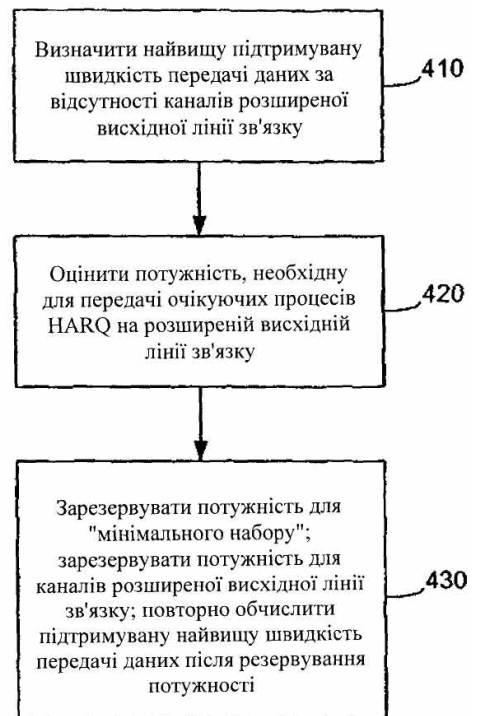 Визначити найвищу підтримувану
швидкість передачі даних за
відсутності каналів розширеної
висхідної лінії зв'язку
410
Оцінити потужність, необхідну
для передачі очікуючих процесів
HARQ на розширеній висхідній
лінії зв'язку
420
Зарезервувати потужність для
"мінімального набору";
зарезервувати потужність для
каналів розширеної висхідної лінії
зв'язку; повторно обчислити
підтримувану найвищу швидкість
передачі даних після резервування
потужності
430